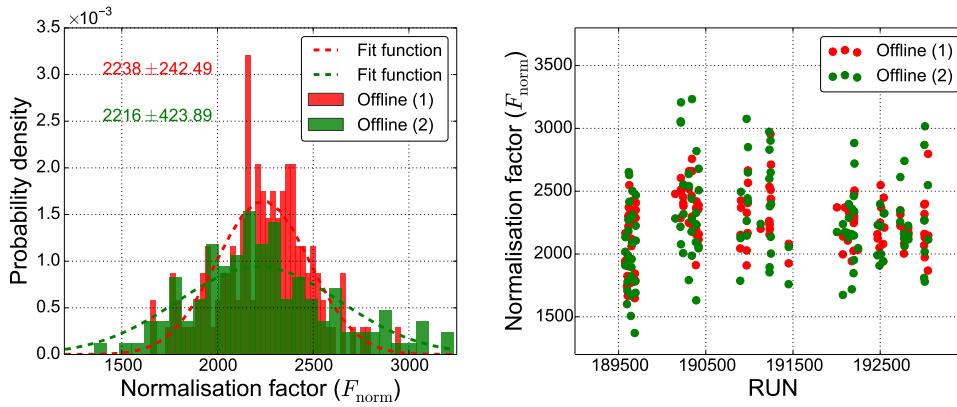 ×10⁻³
3.5
3.0
2.5
2.0
1.5
1.0
0.5
0.0
Probability density
2238±242.49
2216±423.89
Fit function
Fit function
Offline (1)
Offline (2)
1500 2000 2500 3000
Normalisation factor (F_norm)
Normalisation factor (F_norm)
3500
3000
2500
2000
1500
Offline (1)
Offline (2)
189500 190500 191500 192500
RUN